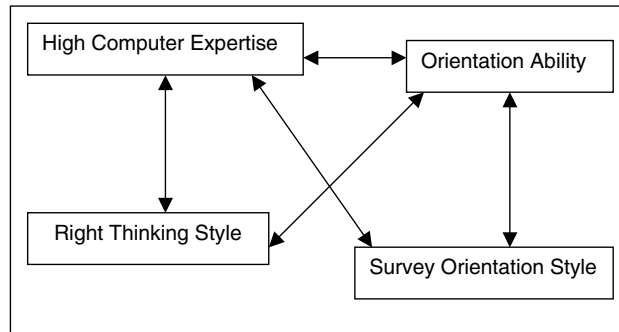 High Computer Expertise
Orientation Ability
Right Thinking Style
Survey Orientation Style